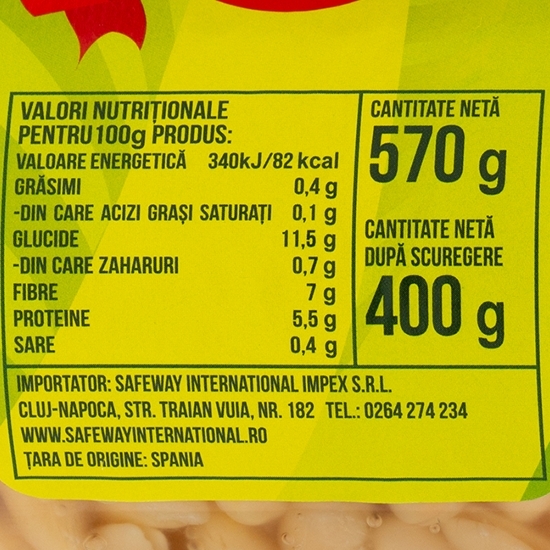 VALORI NUTRIȚIONALE
PENTRU 100g PRODUS:
VALOARE ENERGETICĂ 340kJ/82 kcal
GRĂSIMI 0,4 g
-DIN CARE ACIZI GRAȘI SATURAȚI 0,1 g
GLUCIDE 11,5 g
-DIN CARE ZAHARURI 0,7 g
FIBRE 7 g
PROTEINE 5,5 g
SARE 0,4 g
CANTITATE NETĂ
570 g
CANTITATE NETĂ
DUPĂ SCUREGERE
400 g
IMPORTATOR: SAFEWAY INTERNATIONAL IMPEX S.R.L.
CLUJ-NAPOCA, STR. TRAIAN VUIA, NR. 182 TEL.: 0264 274 234
WWW.SAFEWAYINTERNATIONAL.RO
ȚARA DE ORIGINE: SPANIA